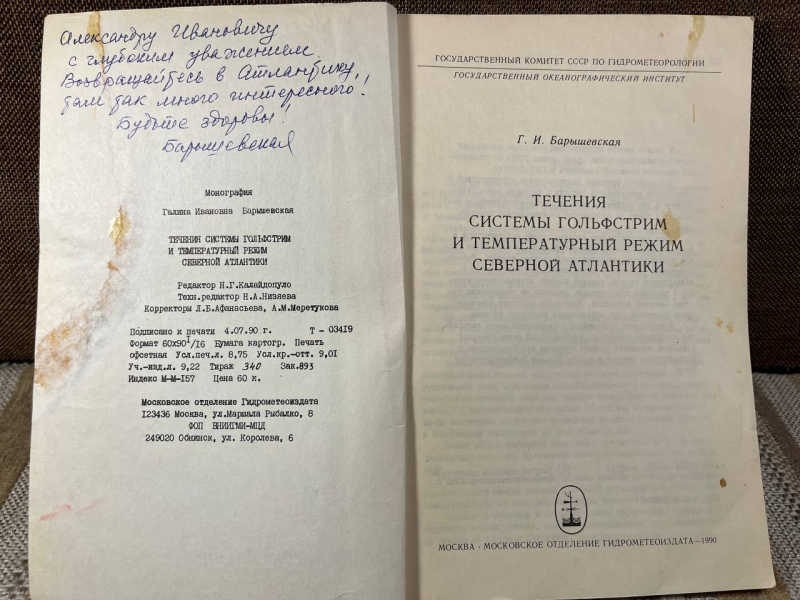 Александру Ивановичу
с глубоким уважением.
Возвращайтесь в Атлантику,
там так много интересного!
Будьте здоровы!
Барышевская
Монография
Галина Ивановна Барышевская
ТЕЧЕНИЯ СИСТЕМЫ ГОЛЬФСТРИМ
И ТЕМПЕРАТУРНЫЙ РЕЖИМ
СЕВЕРНОЙ АТЛАНТИКИ
Редактор Н.Г.Калайдопуло
Техн.редактор Н.А.Низяева
Корректоры Л.Б.Афанасьева, А.М.Меретукова
Подписано к печати 4.07.90 г. Т - 03419
Формат 60х90 1/16 Бумага картогр. Печать
офсетная Усл.печ.л. 8,75 Усл.кр.-отт. 9,01
Уч.-изд.л. 9,22 Тираж 340 Зак.893
Индекс М-М-157 Цена 60 к.
Московское отделение Гидрометеоиздата
123436 Москва, ул.Маршала Рыбалко, 8
ФОП ВНИИГМИ-МЦД
249020 Обнинск, ул. Королева, 6
ГОСУДАРСТВЕННЫЙ КОМИТЕТ СССР ПО ГИДРОМЕТЕОРОЛОГИИ
ГОСУДАРСТВЕННЫЙ ОКЕАНОГРАФИЧЕСКИЙ ИНСТИТУТ
Г. И. Барышевская
ТЕЧЕНИЯ
СИСТЕМЫ ГОЛЬФСТРИМ
И ТЕМПЕРАТУРНЫЙ РЕЖИМ
СЕВЕРНОЙ АТЛАНТИКИ
МОСКВА · МОСКОВСКОЕ ОТДЕЛЕНИЕ ГИДРОМЕТЕОИЗДАТА—1990